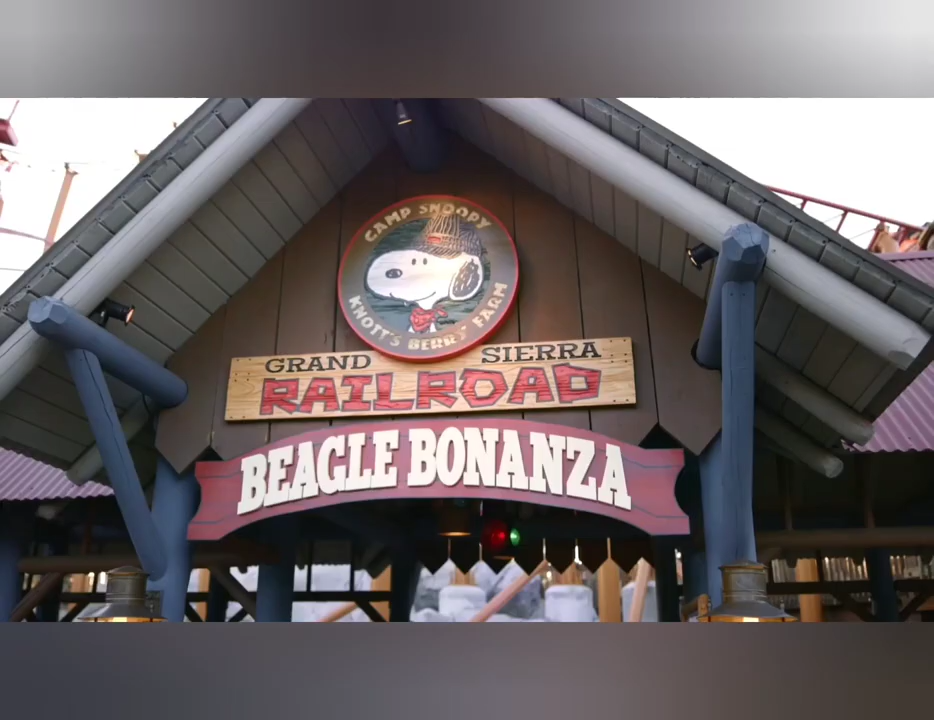 CAMP SNOOPY
KNOTT'S BERRY FARM
GRAND SIERRA
RAILROAD
BEAGLE BONANZA